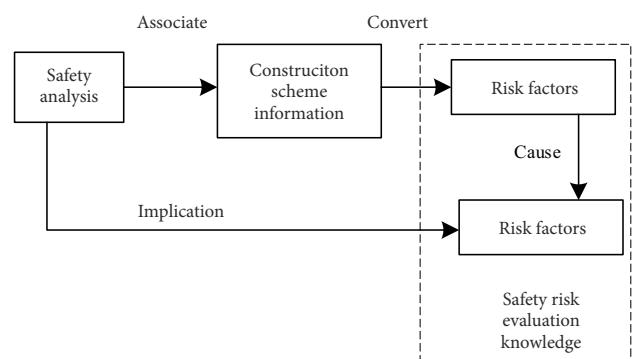 Associate
Convert
Safety
analysis
Construciton
scheme
information
Risk factors
Cause
Implication
Risk factors
Safety risk
evaluation
knowledge